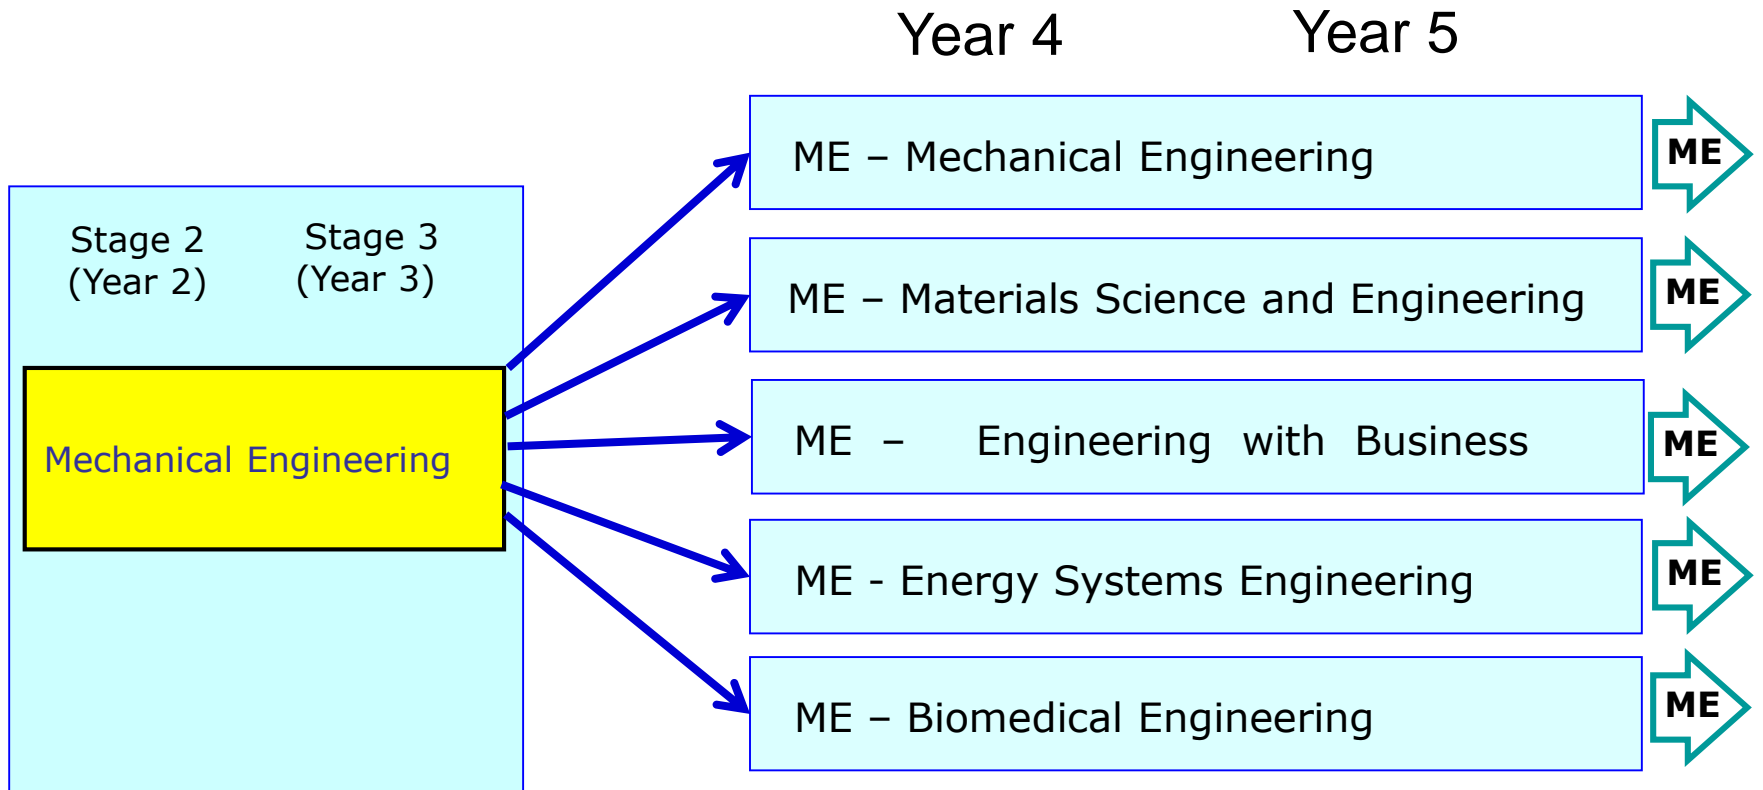 Year 4 Year 5
ME – Mechanical Engineering ME
Stage 2 Stage 3
(Year 2) (Year 3)
ME – Materials Science and Engineering ME
Mechanical Engineering
ME – Engineering with Business ME
ME - Energy Systems Engineering ME
ME – Biomedical Engineering ME